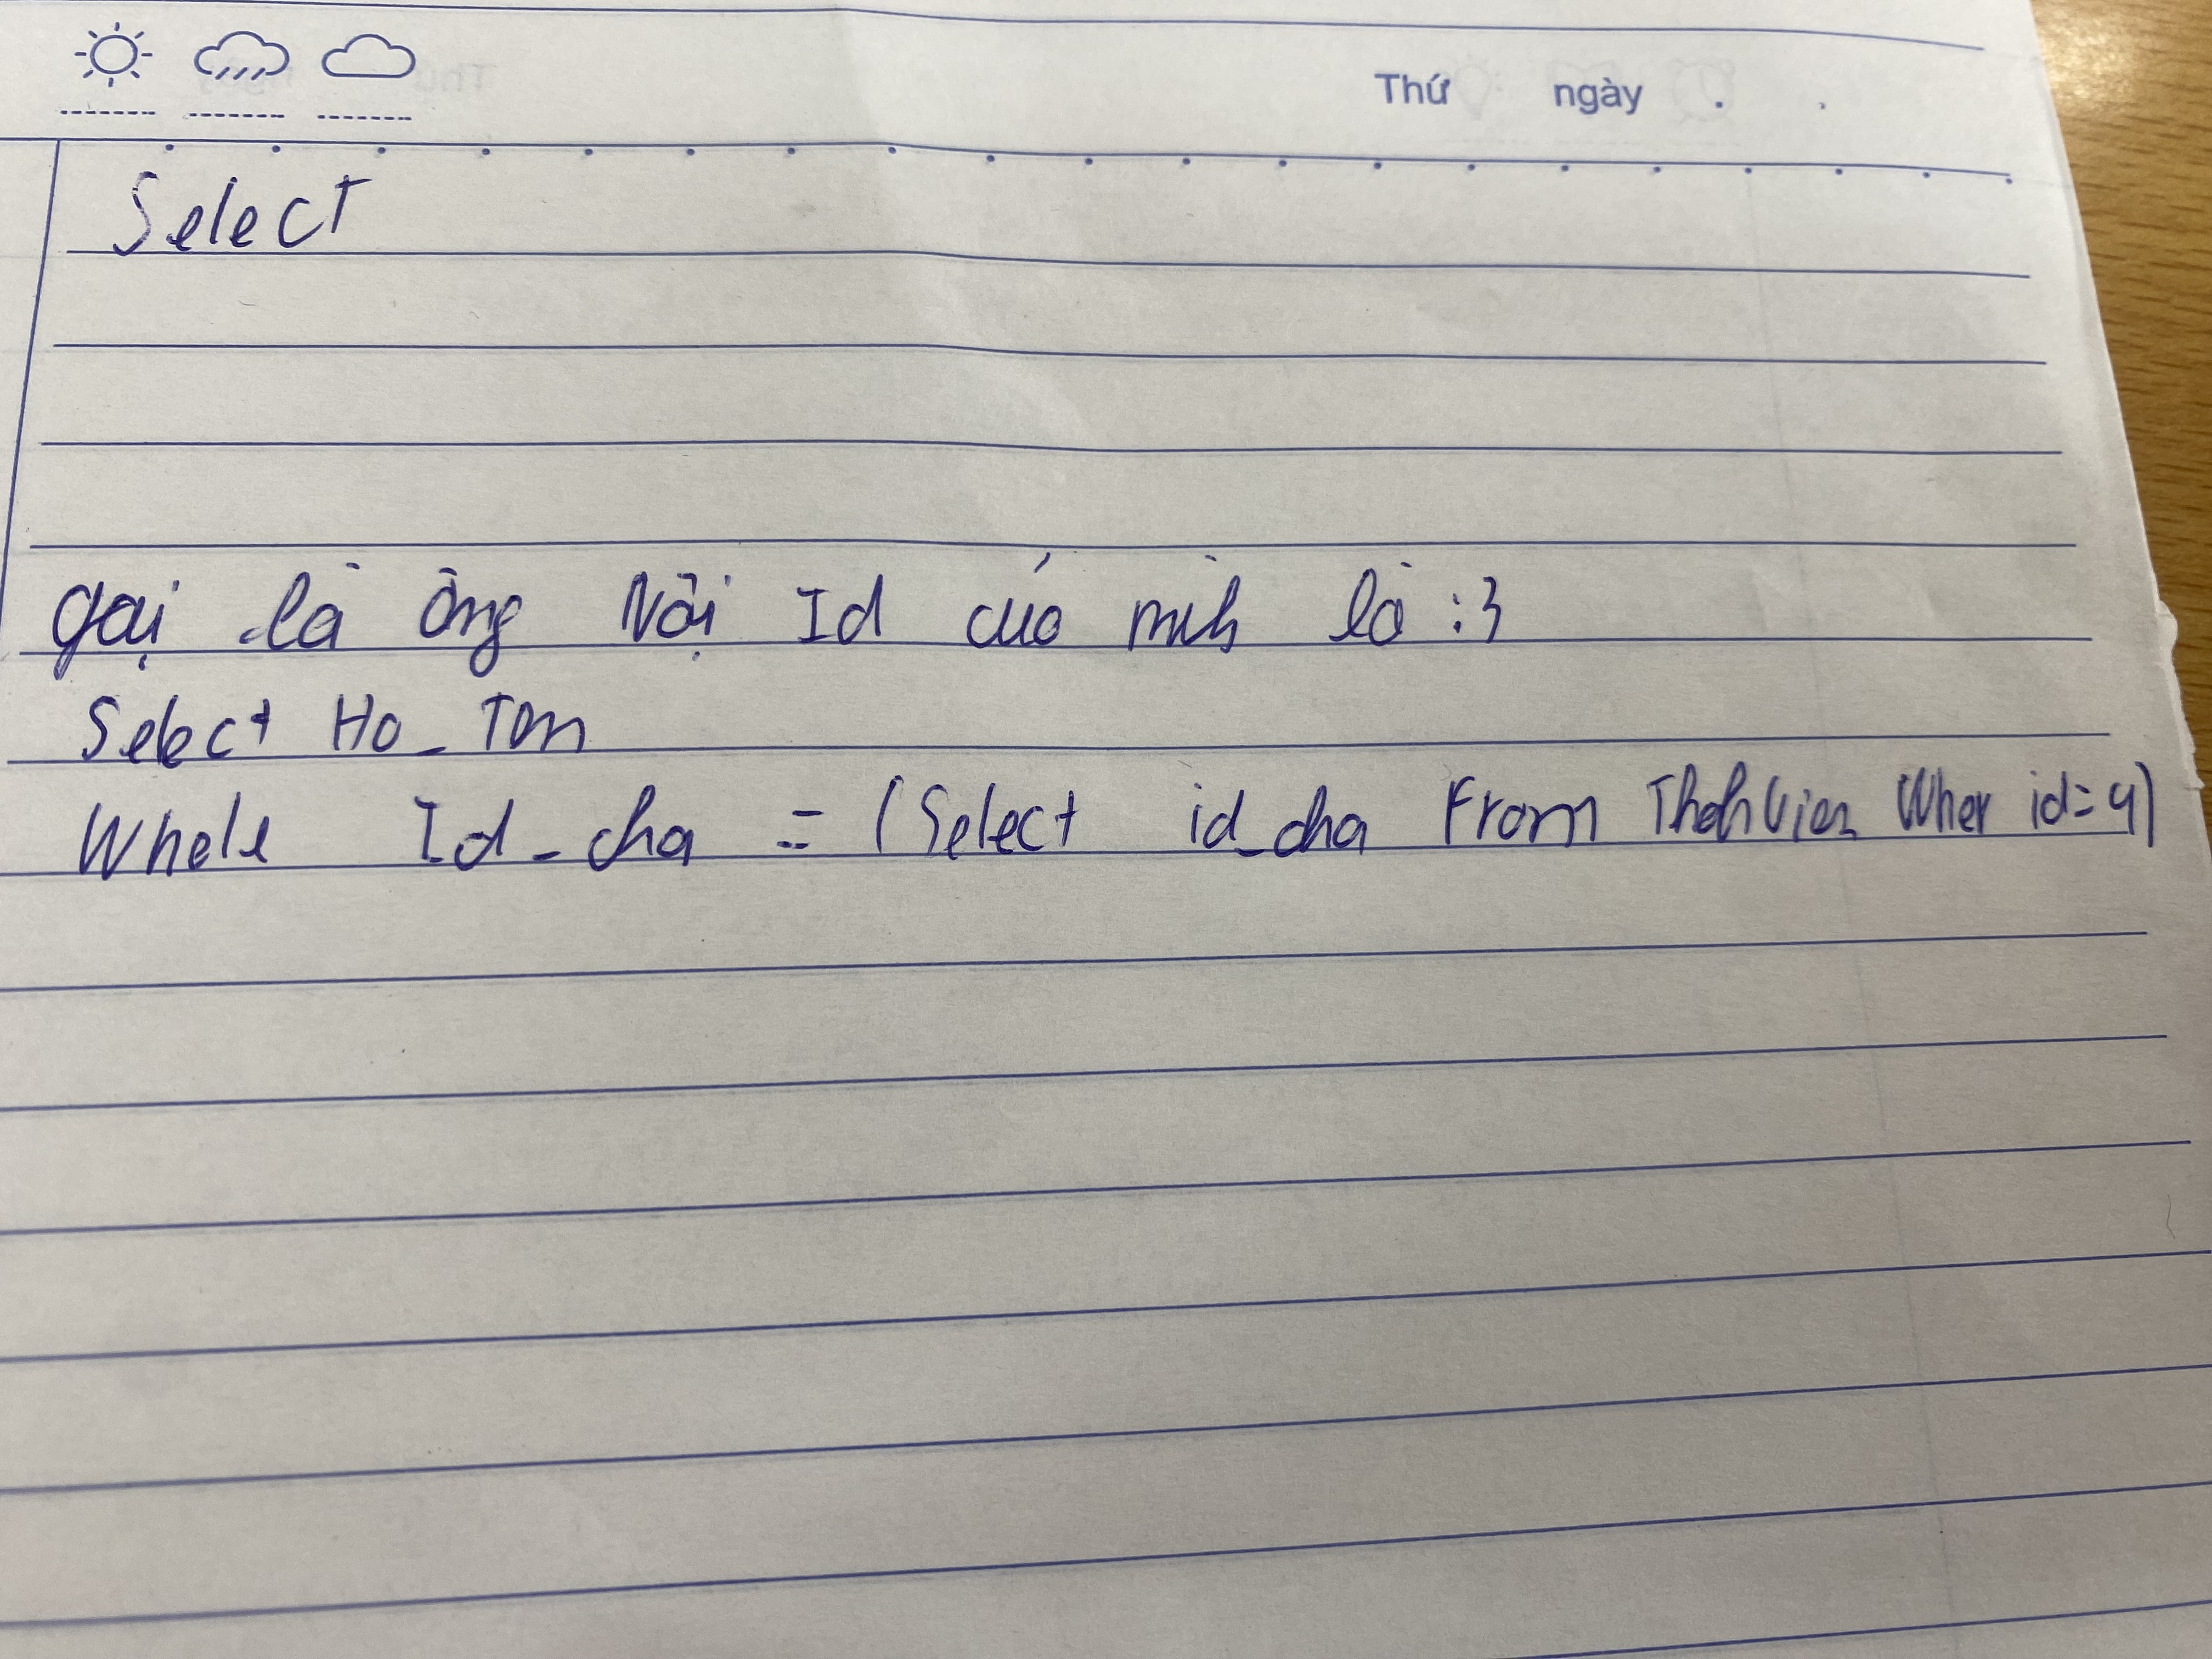 Thứ ngày
Select
gọi là ông Nội Id của mình là :3
Select Ho_Ten
Whele Id_cha = (Select id_cha From ThanhVien Wher id=4)